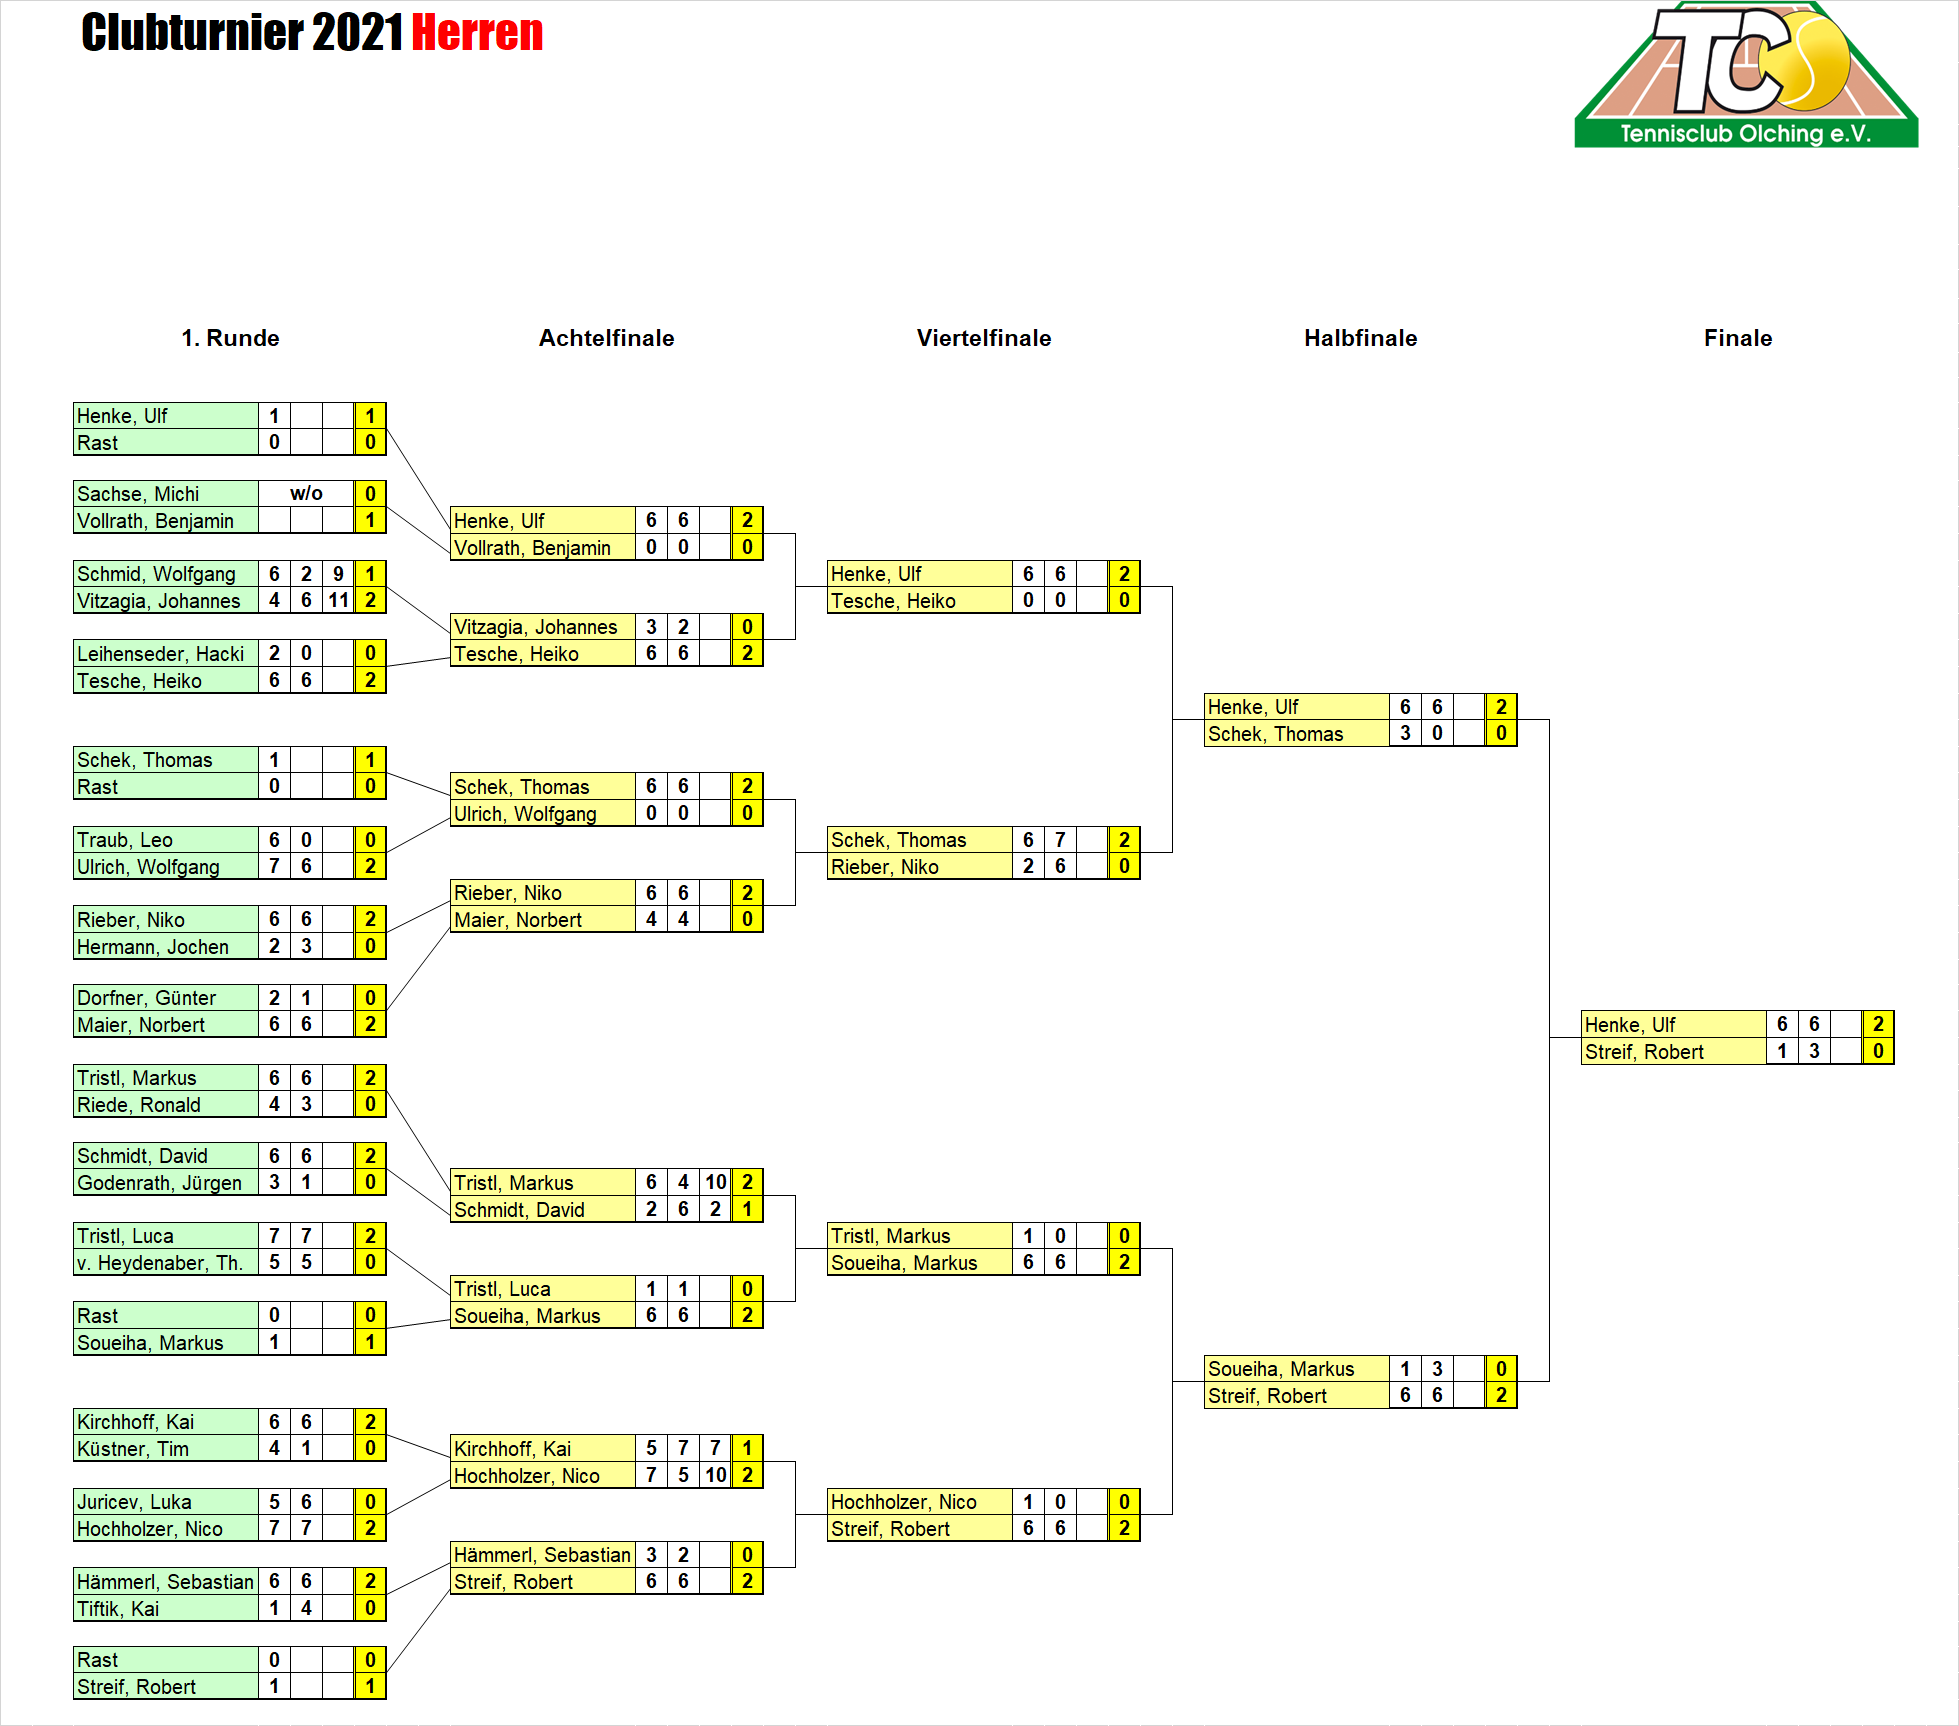 Clubturnier 2021 Herren
TCO
Tennisclub Olching e.V.
1. Runde Achtelfinale Viertelfinale Halbfinale Finale
Henke, Ulf 1 1
Rast 0 0
Sachse, Michi w/o 0
Vollrath, Benjamin 1
Schmid, Wolfgang 6 2 9 1
Vitzagia, Johannes 4 6 11 2
Leihenseder, Hacki 2 0 0
Tesche, Heiko 6 6 2
Schek, Thomas 1 1
Rast 0 0
Traub, Leo 6 0 0
Ulrich, Wolfgang 7 6 2
Rieber, Niko 6 6 2
Hermann, Jochen 2 3 0
Dorfner, Günter 2 1 0
Maier, Norbert 6 6 2
Tristl, Markus 6 6 2
Riede, Ronald 4 3 0
Schmidt, David 6 6 2
Godenrath, Jürgen 3 1 0
Tristl, Luca 7 7 2
v. Heydenaber, Th. 5 5 0
Rast 0 0
Soueiha, Markus 1 1
Kirchhoff, Kai 6 6 2
Küstner, Tim 4 1 0
Juricev, Luka 5 6 0
Hochholzer, Nico 7 7 2
Hämmerl, Sebastian 6 6 2
Tiftik, Kai 1 4 0
Rast 0 0
Streif, Robert 1 1
Henke, Ulf 6 6 2
Vollrath, Benjamin 0 0 0
Vitzagia, Johannes 3 2 0
Tesche, Heiko 6 6 2
Schek, Thomas 6 6 2
Ulrich, Wolfgang 0 0 0
Rieber, Niko 6 6 2
Maier, Norbert 4 4 0
Tristl, Markus 6 4 10 2
Schmidt, David 2 6 2 1
Tristl, Luca 1 1 0
Soueiha, Markus 6 6 2
Kirchhoff, Kai 5 7 7 1
Hochholzer, Nico 7 5 10 2
Hämmerl, Sebastian 3 2 0
Streif, Robert 6 6 2
Henke, Ulf 6 6 2
Tesche, Heiko 0 0 0
Schek, Thomas 6 7 2
Rieber, Niko 2 6 0
Tristl, Markus 1 0 0
Soueiha, Markus 6 6 2
Hochholzer, Nico 1 0 0
Streif, Robert 6 6 2
Henke, Ulf 6 6 2
Schek, Thomas 3 0 0
Soueiha, Markus 1 3 0
Streif, Robert 6 6 2
Henke, Ulf 6 6 2
Streif, Robert 1 3 0